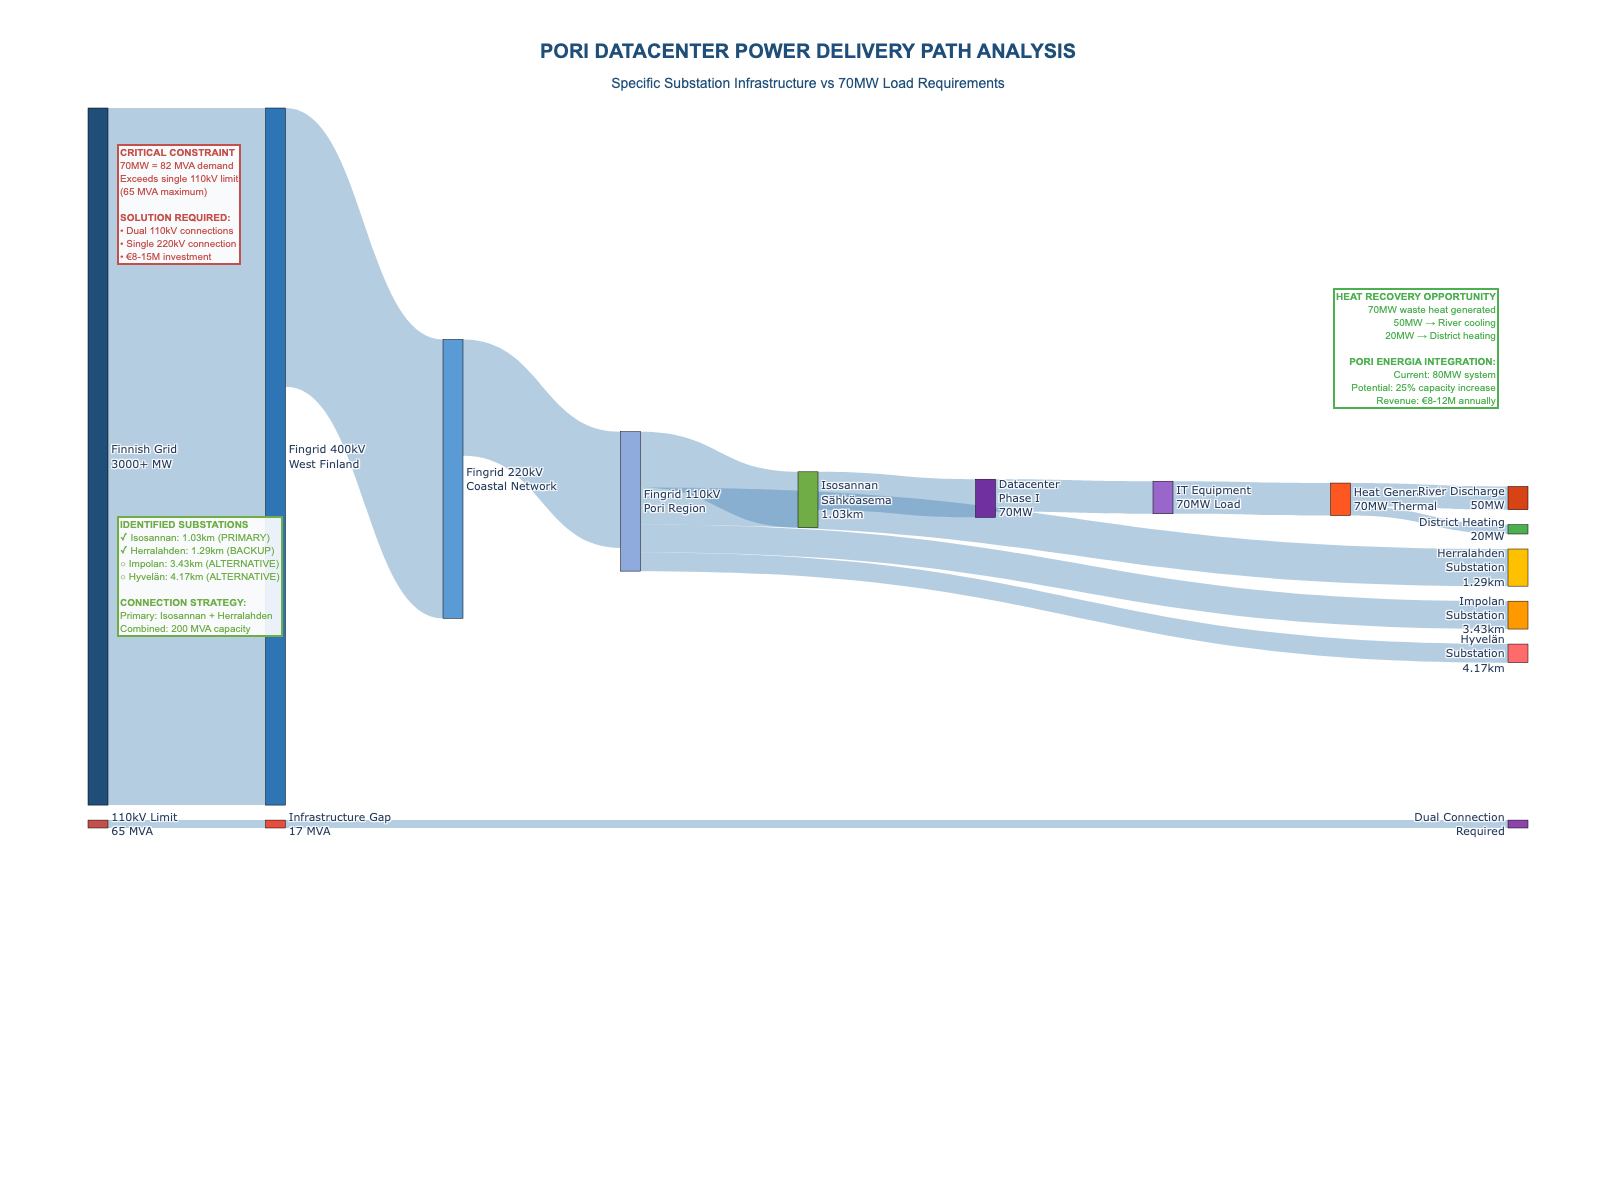 PORI DATACENTER POWER DELIVERY PATH ANALYSIS
Specific Substation Infrastructure vs 70MW Load Requirements
CRITICAL CONSTRAINT
70MW = 82 MVA demand
Exceeds single 110kV limit
(65 MVA maximum)
SOLUTION REQUIRED:
• Dual 110kV connections
• Single 220kV connection
• €8-15M investment
HEAT RECOVERY OPPORTUNITY
70MW waste heat generated
50MW → River cooling
20MW → District heating
PORI ENERGIA INTEGRATION:
Current: 80MW system
Potential: 25% capacity increase
Revenue: €8-12M annually
Finnish Grid
3000+ MW
Fingrid 400kV
West Finland
Fingrid 220kV
Coastal Network
Fingrid 110kV
Pori Region
Isosannan
Sähköasema
1.03km
Datacenter
Phase I
70MW
IT Equipment
70MW Load
Heat Gener
70MW Thermal
River Discharge
50MW
District Heating
20MW
Herralahden
Substation
1.29km
Impolan
Substation
3.43km
Hyvelän
Substation
4.17km
IDENTIFIED SUBSTATIONS
✓ Isosannan: 1.03km (PRIMARY)
✓ Herralahden: 1.29km (BACKUP)
○ Impolan: 3.43km (ALTERNATIVE)
○ Hyvelän: 4.17km (ALTERNATIVE)
CONNECTION STRATEGY:
Primary: Isosannan + Herralahden
Combined: 200 MVA capacity
110kV Limit
65 MVA
Infrastructure Gap
17 MVA
Dual Connection
Required